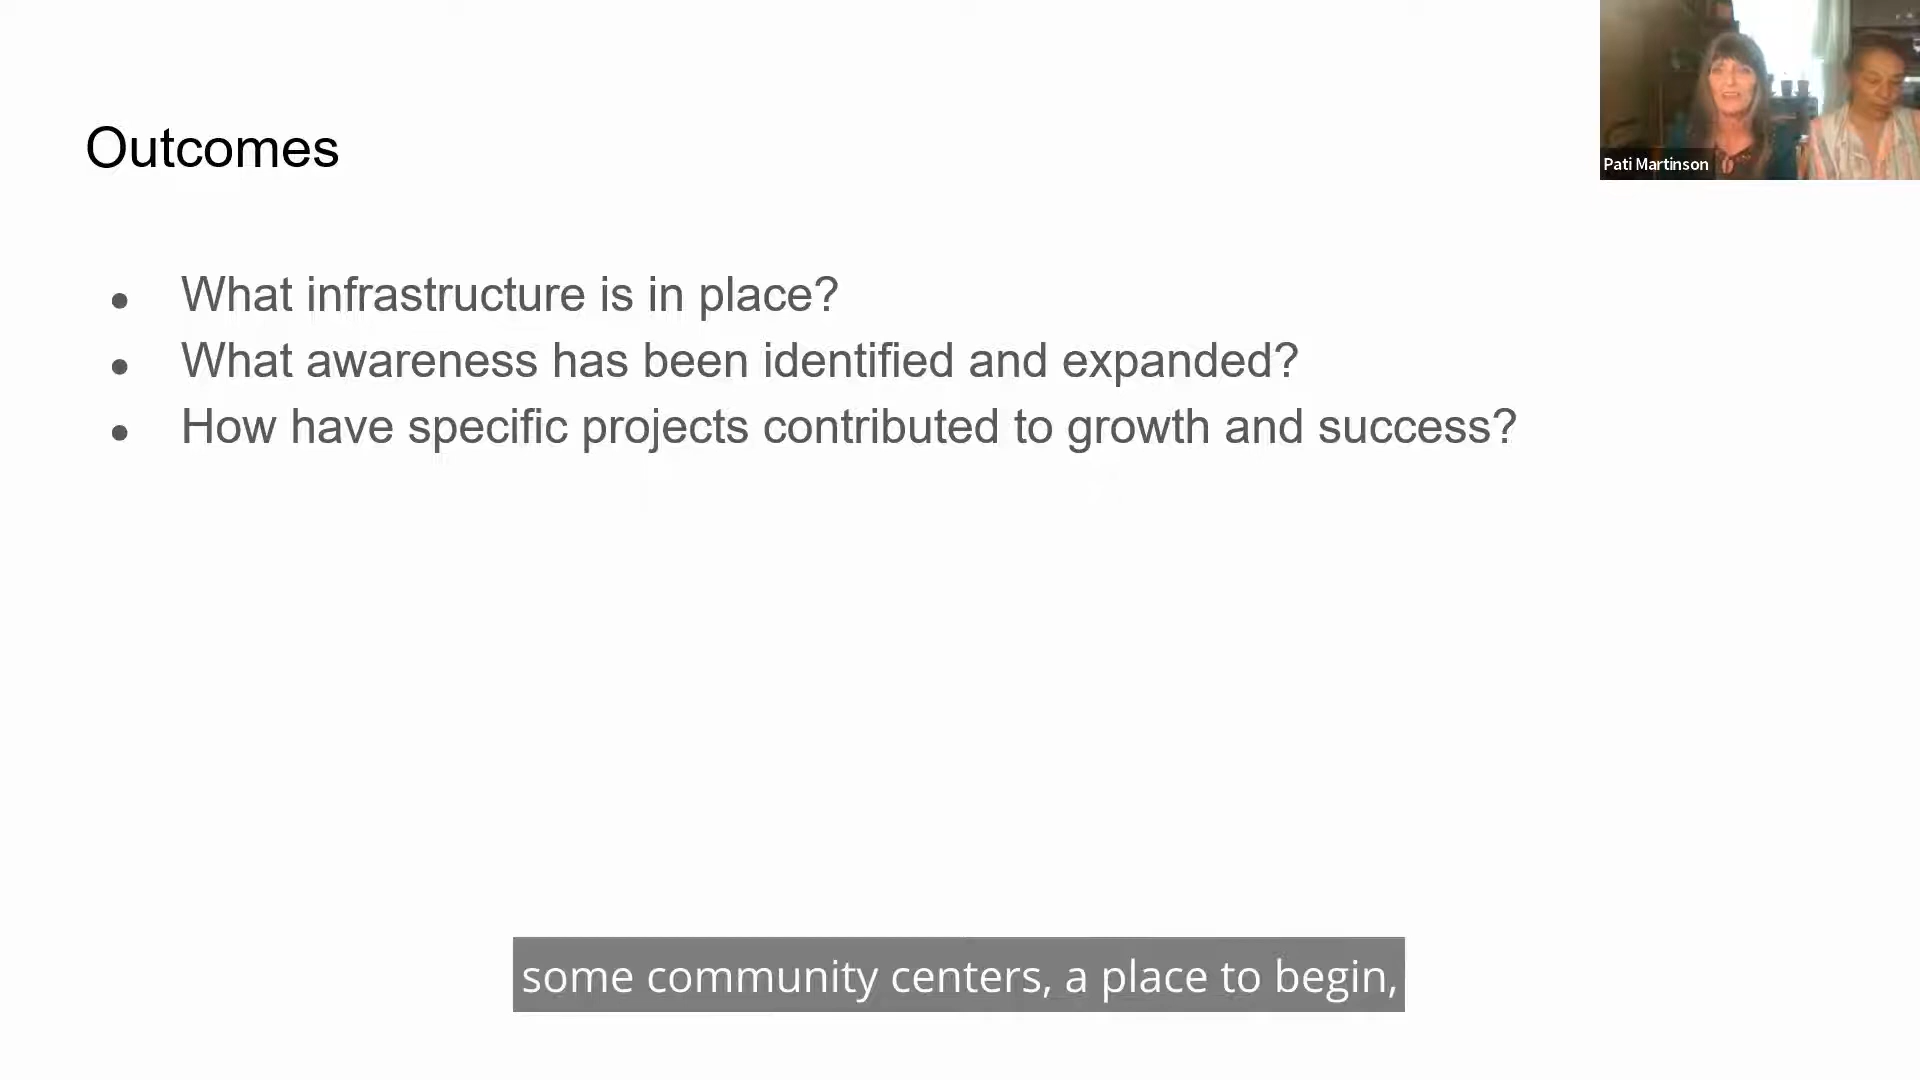 Outcomes
Pati Martinson
● What infrastructure is in place?
● What awareness has been identified and expanded?
● How have specific projects contributed to growth and success?
some community centers, a place to begin,